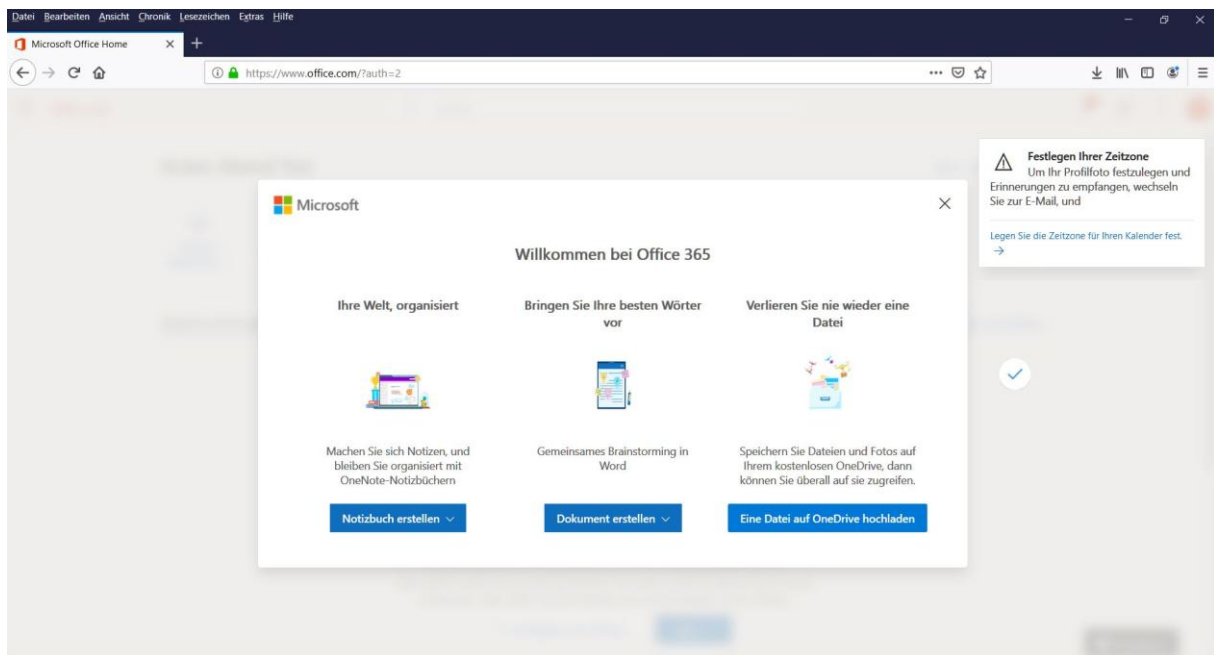 Datei Bearbeiten Ansicht Chronik Lesezeichen Extras Hilfe
Microsoft Office Home
https://www.office.com/?auth=2
Festlegen Ihrer Zeitzone
Um Ihr Profilfoto festzulegen und
Erinnerungen zu empfangen, wechseln
Sie zur E-Mail, und
Legen Sie die Zeitzone für Ihren Kalender fest.
Microsoft
Willkommen bei Office 365
Ihre Welt, organisiert
Bringen Sie Ihre besten Wörter
vor
Verlieren Sie nie wieder eine
Datei
Machen Sie sich Notizen, und
bleiben Sie organisiert mit
OneNote-Notizbüchern
Gemeinsames Brainstorming in
Word
Speichern Sie Dateien und Fotos auf
Ihrem kostenlosen OneDrive, dann
können Sie überall auf sie zugreifen.
Notizbuch erstellen
Dokument erstellen
Eine Datei auf OneDrive hochladen